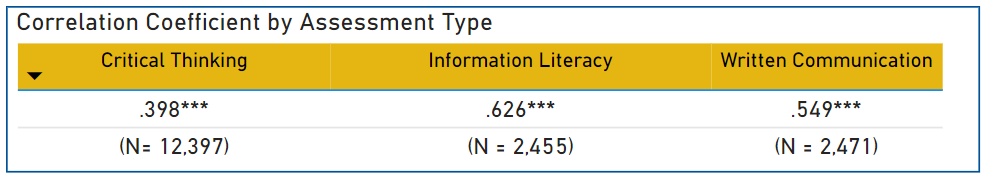 Correlation Coefficient by Assessment Type
Critical Thinking Information Literacy Written Communication
.398*** .626*** .549***
(N= 12,397) (N = 2,455) (N = 2,471)